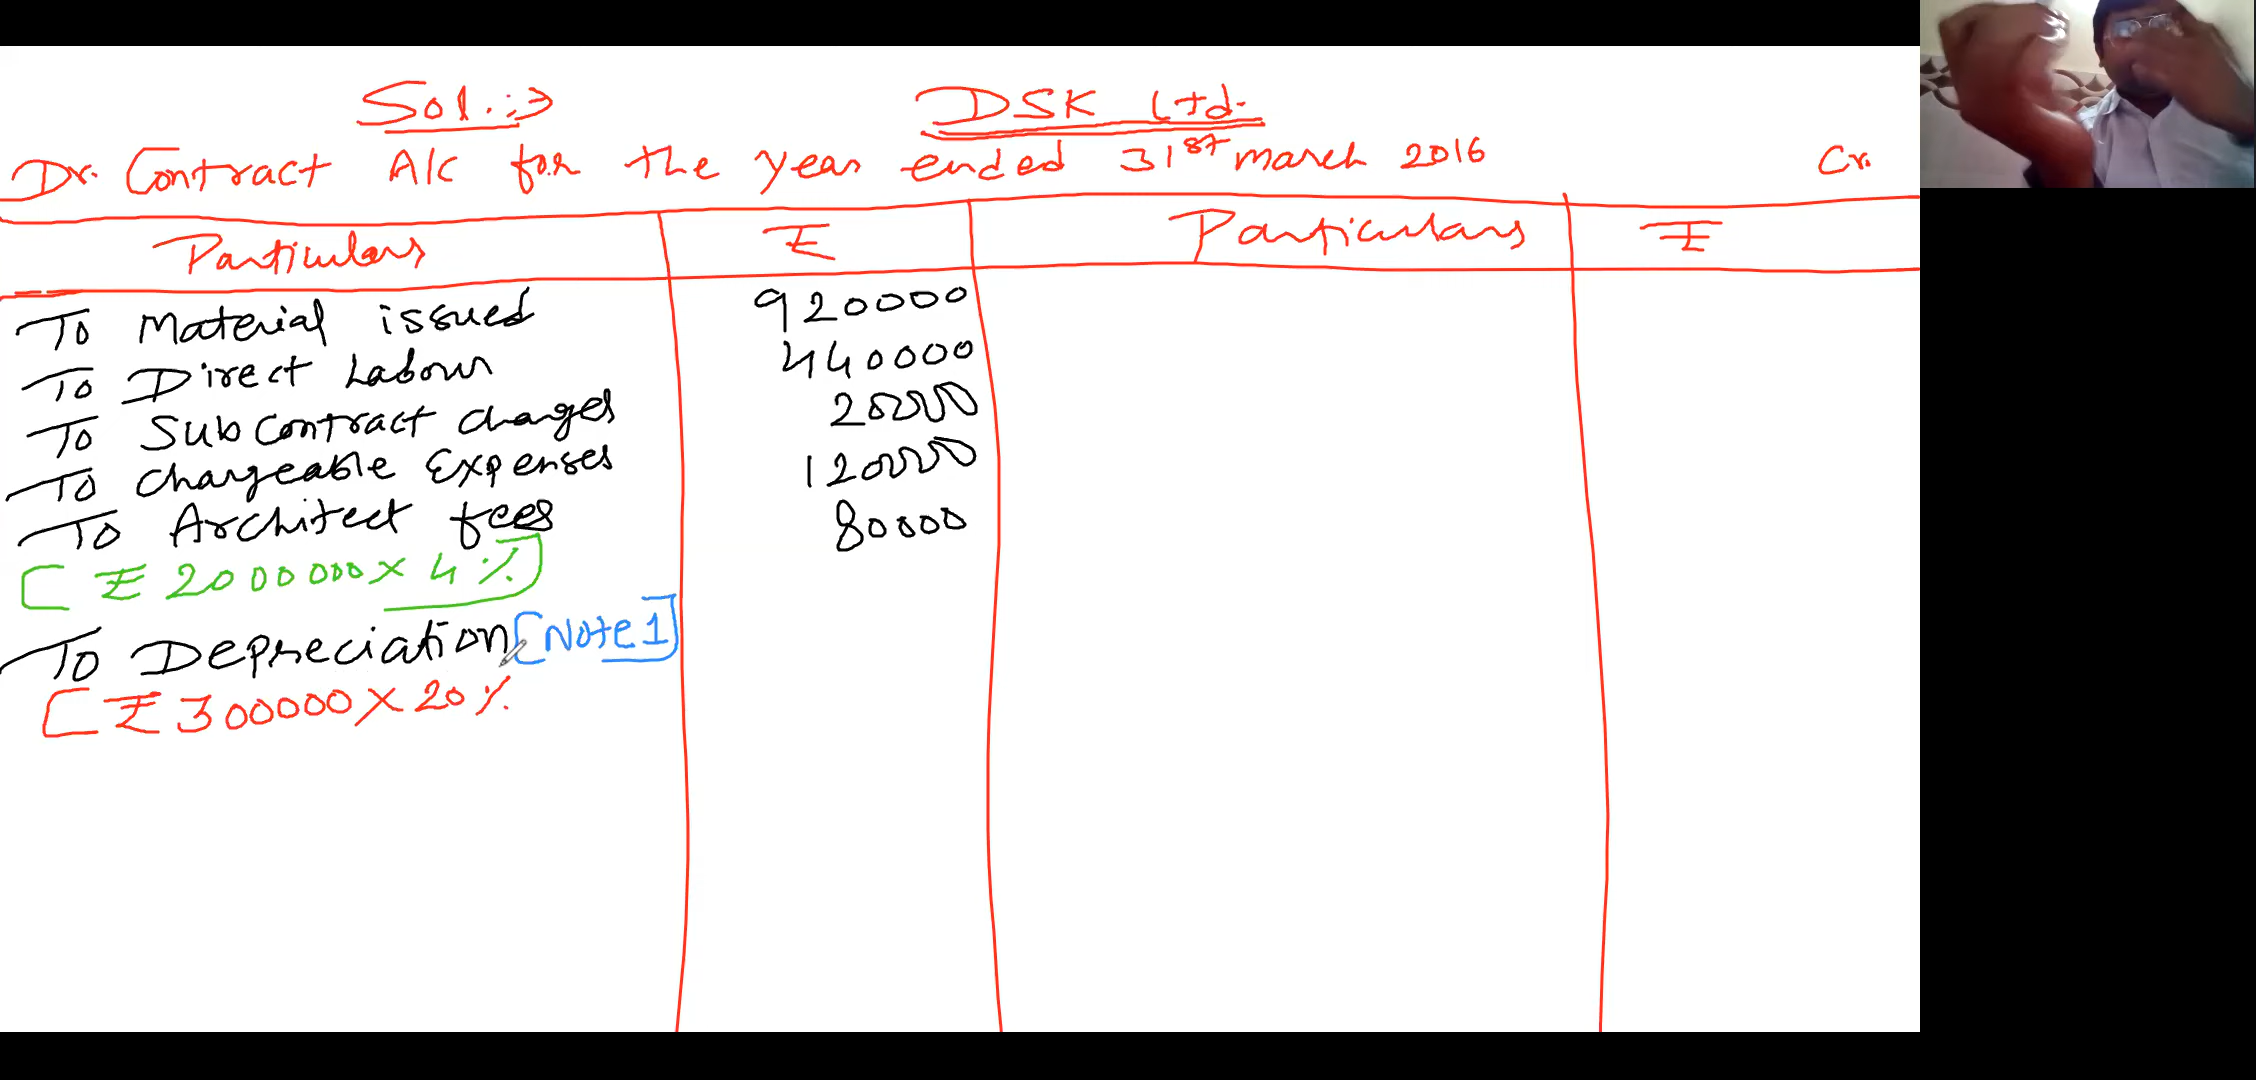 Sol. :→ DSK Ltd.
Dr. Contract A/c for the year ended 31st march 2016 Cr.
Particulars ₹ Particulars ₹
To Material issued 920000
To Direct Labour 440000
To Sub Contract charges 20000
To Chargeable Expenses 120000
To Architect fees 80000
[ ₹ 2000000 x 4 % ]
To Depreciation [Note 1]
[ ₹ 300000 x 20 %